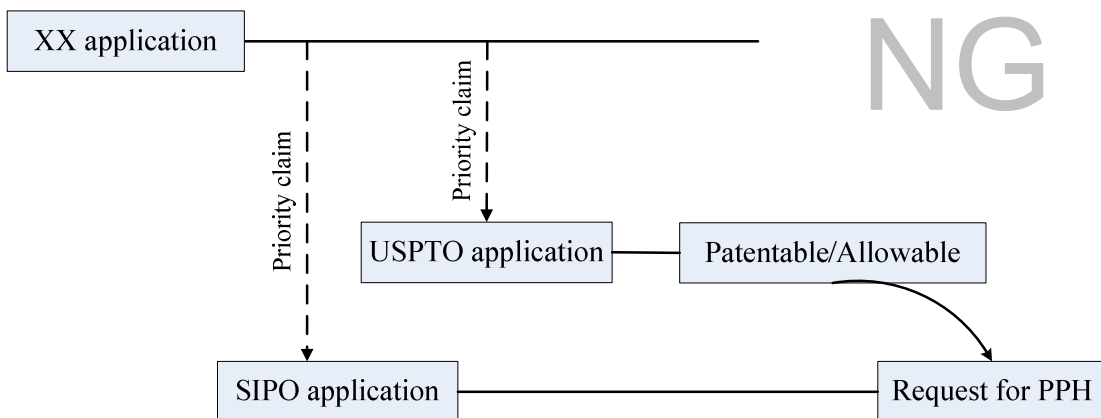 XX application
NG
Priority claim
Priority claim
USPTO application
Patentable/Allowable
SIPO application
Request for PPH